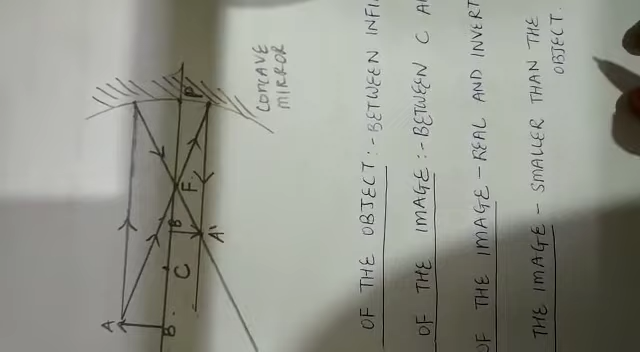 A
B
C
B
A'
F
P
CONCAVE
MIRROR
OF THE OBJECT:-BETWEEN INFI
OF THE IMAGE:-BETWEEN C A
OF THE IMAGE-REAL AND INVERT
THE IMAGE - SMALLER THAN THE
OBJECT.